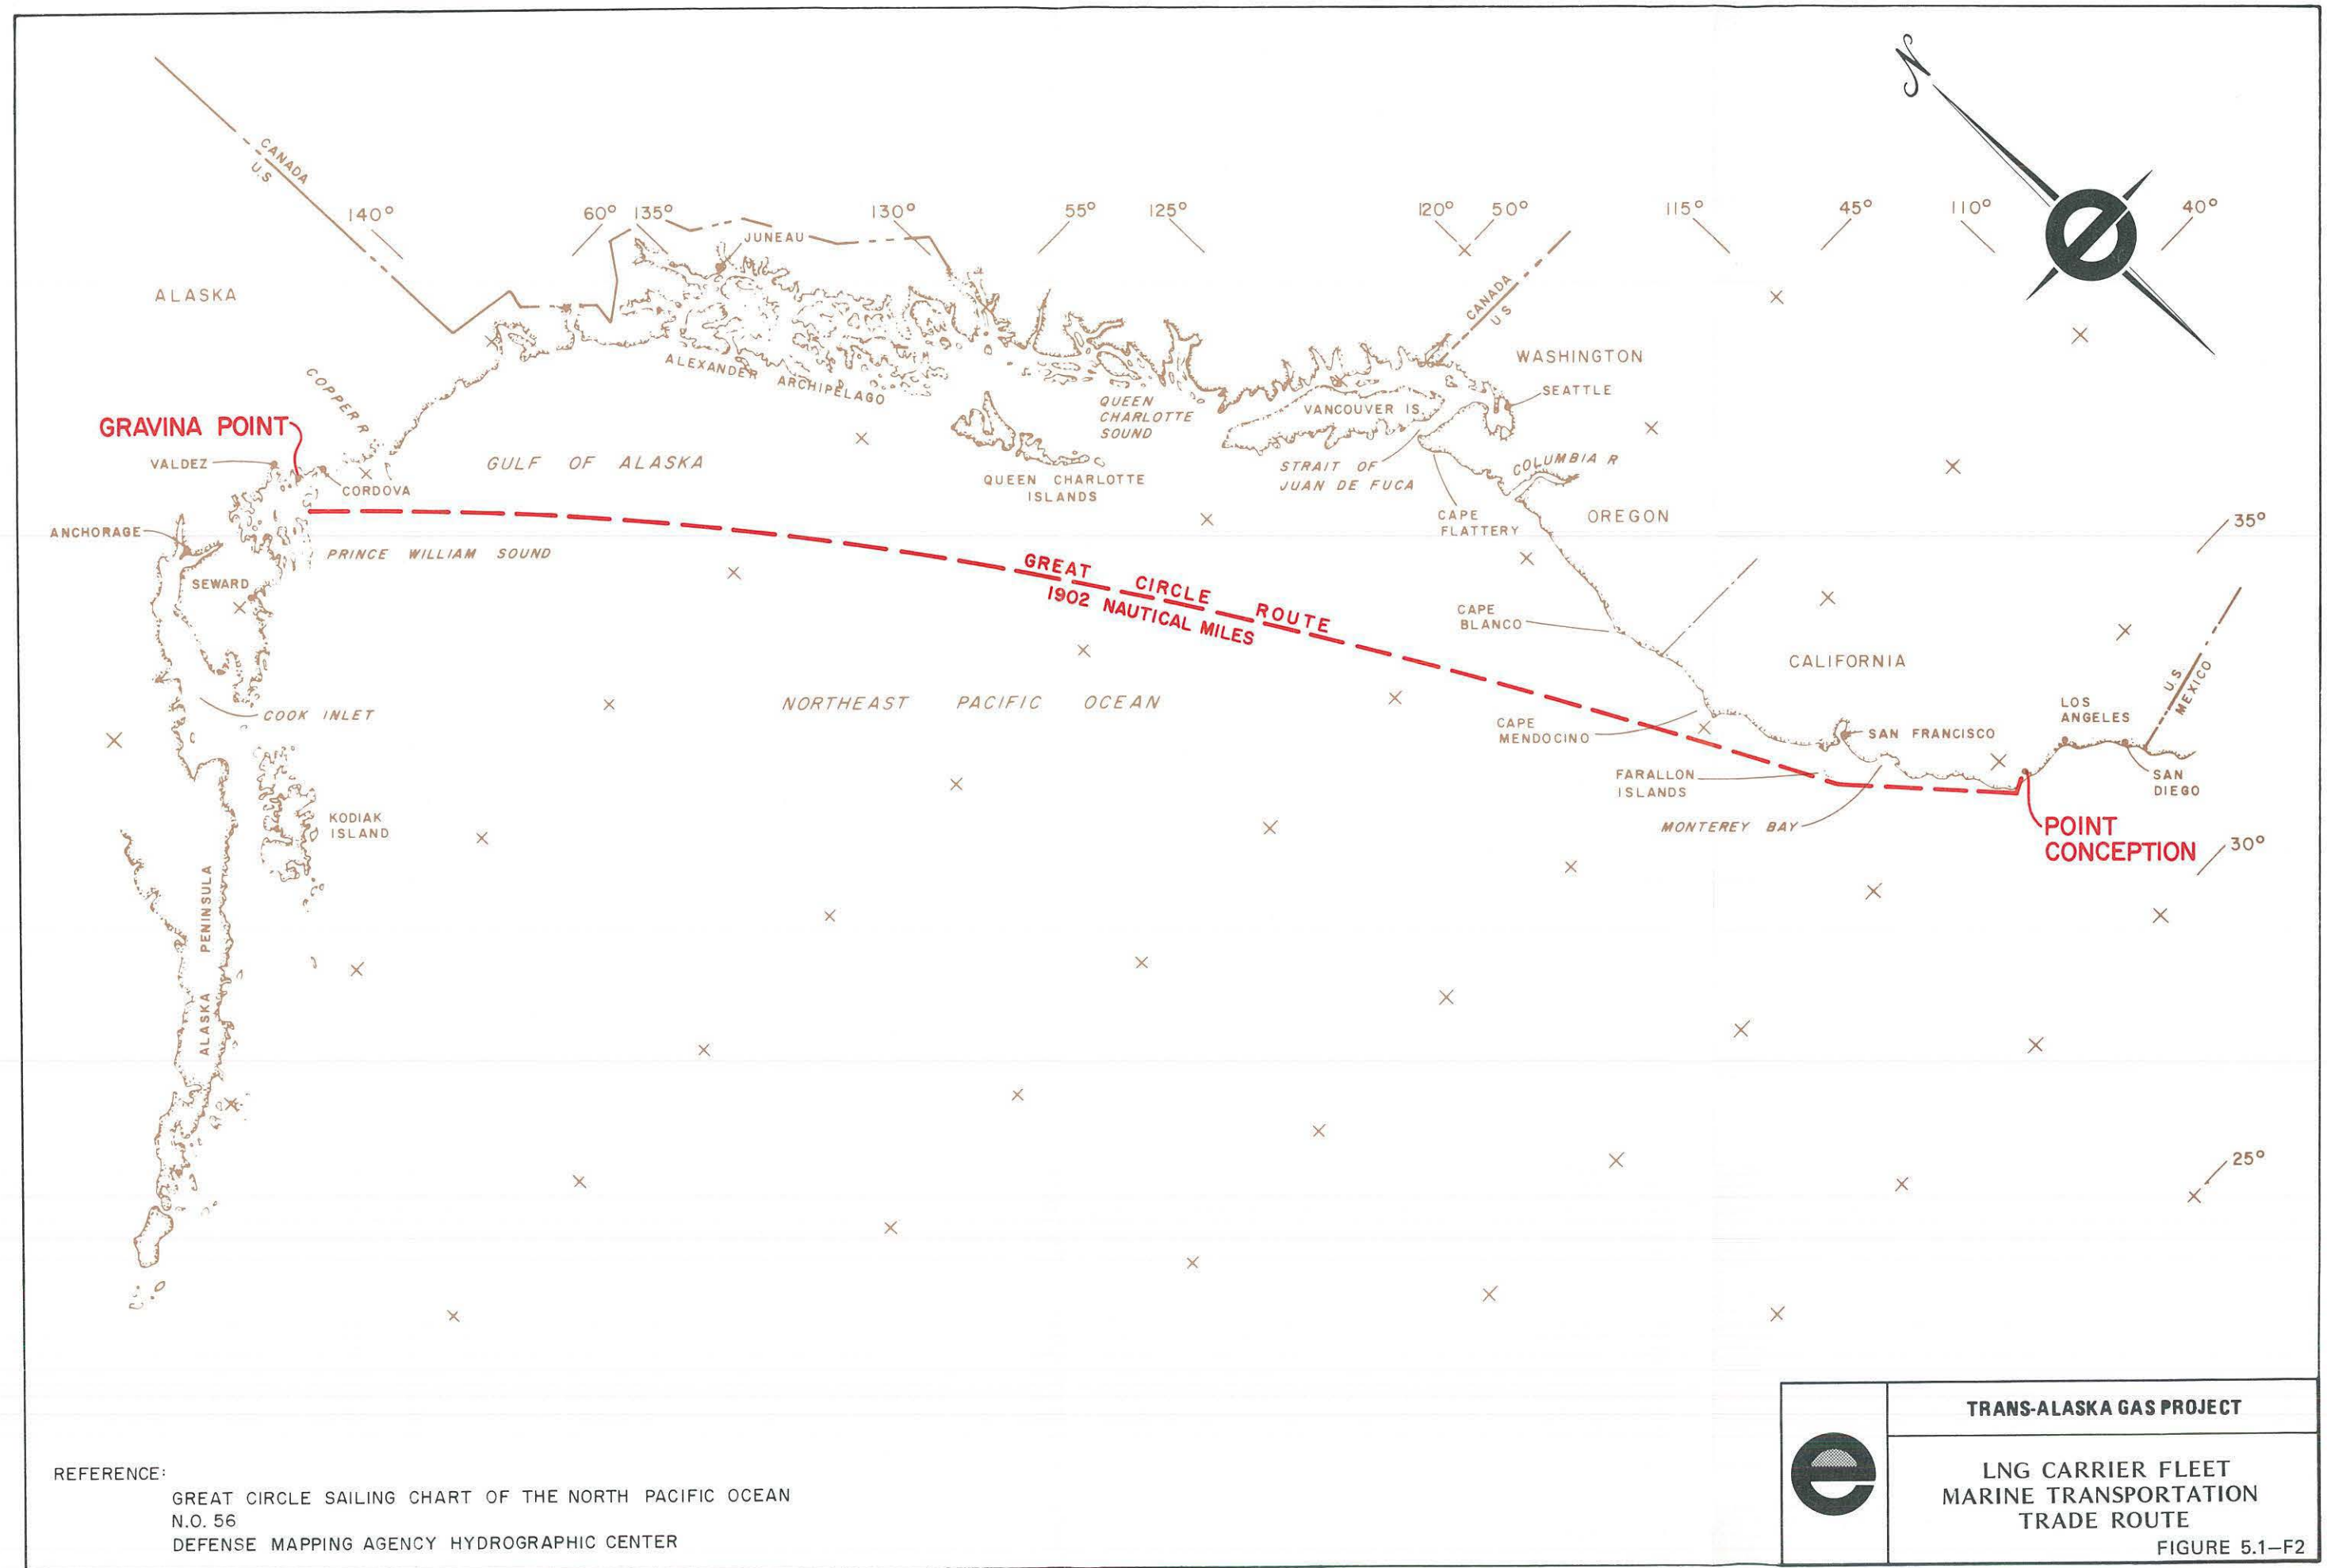 N
CANADA
U.S
140°
60°
135°
130°
55°
125°
120°
50°
115°
45°
110°
40°
JUNEAU
ALASKA
CANADA
U S
WASHINGTON
SEATTLE
ALEXANDER ARCHIPELAGO
COPPER R
GRAVINA POINT
VALDEZ
CORDOVA
GULF OF ALASKA
QUEEN
CHARLOTTE
SOUND
VANCOUVER IS.
QUEEN CHARLOTTE
ISLANDS
STRAIT OF
JUAN DE FUCA
COLUMBIA R
CAPE
FLATTERY
OREGON
35°
ANCHORAGE
PRINCE WILLIAM SOUND
SEWARD
GREAT CIRCLE ROUTE
1902 NAUTICAL MILES
CAPE
BLANCO
CALIFORNIA
U.S.
MEXICO
COOK INLET
NORTHEAST PACIFIC OCEAN
CAPE
MENDOCINO
SAN FRANCISCO
LOS
ANGELES
FARALLON
ISLANDS
SAN
DIEGO
KODIAK
ISLAND
MONTEREY BAY
POINT
CONCEPTION
30°
ALASKA PENINSULA
25°
REFERENCE:
GREAT CIRCLE SAILING CHART OF THE NORTH PACIFIC OCEAN
N.O. 56
DEFENSE MAPPING AGENCY HYDROGRAPHIC CENTER
e
TRANS-ALASKA GAS PROJECT
LNG CARRIER FLEET
MARINE TRANSPORTATION
TRADE ROUTE
FIGURE 5.1–F2